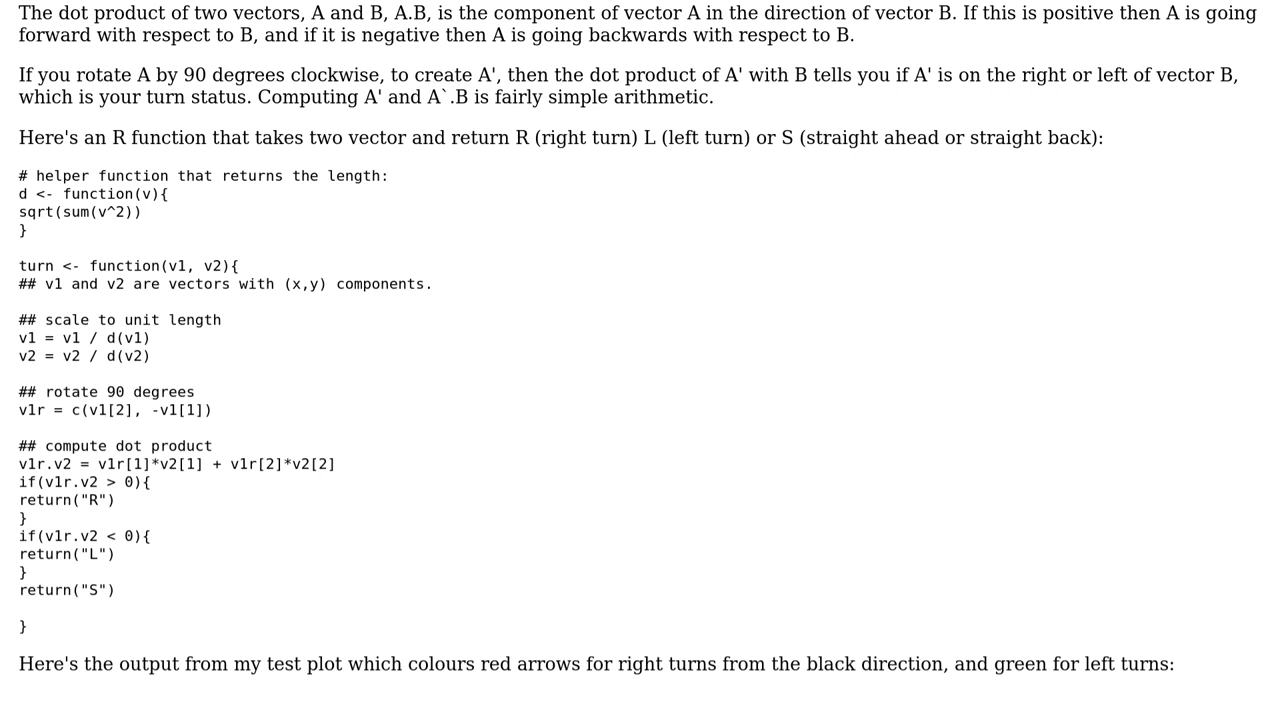 The dot product of two vectors, A and B, A.B, is the component of vector A in the direction of vector B. If this is positive then A is going
forward with respect to B, and if it is negative then A is going backwards with respect to B.
If you rotate A by 90 degrees clockwise, to create A', then the dot product of A' with B tells you if A' is on the right or left of vector B,
which is your turn status. Computing A' and A`.B is fairly simple arithmetic.
Here's an R function that takes two vector and return R (right turn) L (left turn) or S (straight ahead or straight back):
# helper function that returns the length:
d <- function(v){
sqrt(sum(v^2))
}
turn <- function(v1, v2){
## v1 and v2 are vectors with (x,y) components.
## scale to unit length
v1 = v1 / d(v1)
v2 = v2 / d(v2)
## rotate 90 degrees
v1r = c(v1[2], -v1[1])
## compute dot product
v1r.v2 = v1r[1]*v2[1] + v1r[2]*v2[2]
if(v1r.v2 > 0){
return("R")
}
if(v1r.v2 < 0){
return("L")
}
return("S")
}
Here's the output from my test plot which colours red arrows for right turns from the black direction, and green for left turns: